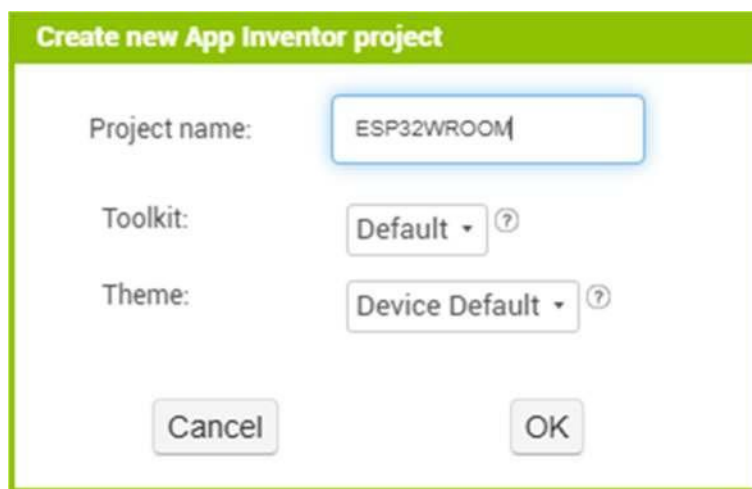 Create new App Inventor project
Project name: ESP32WROOM
Toolkit: Default ?
Theme: Device Default ?
Cancel OK